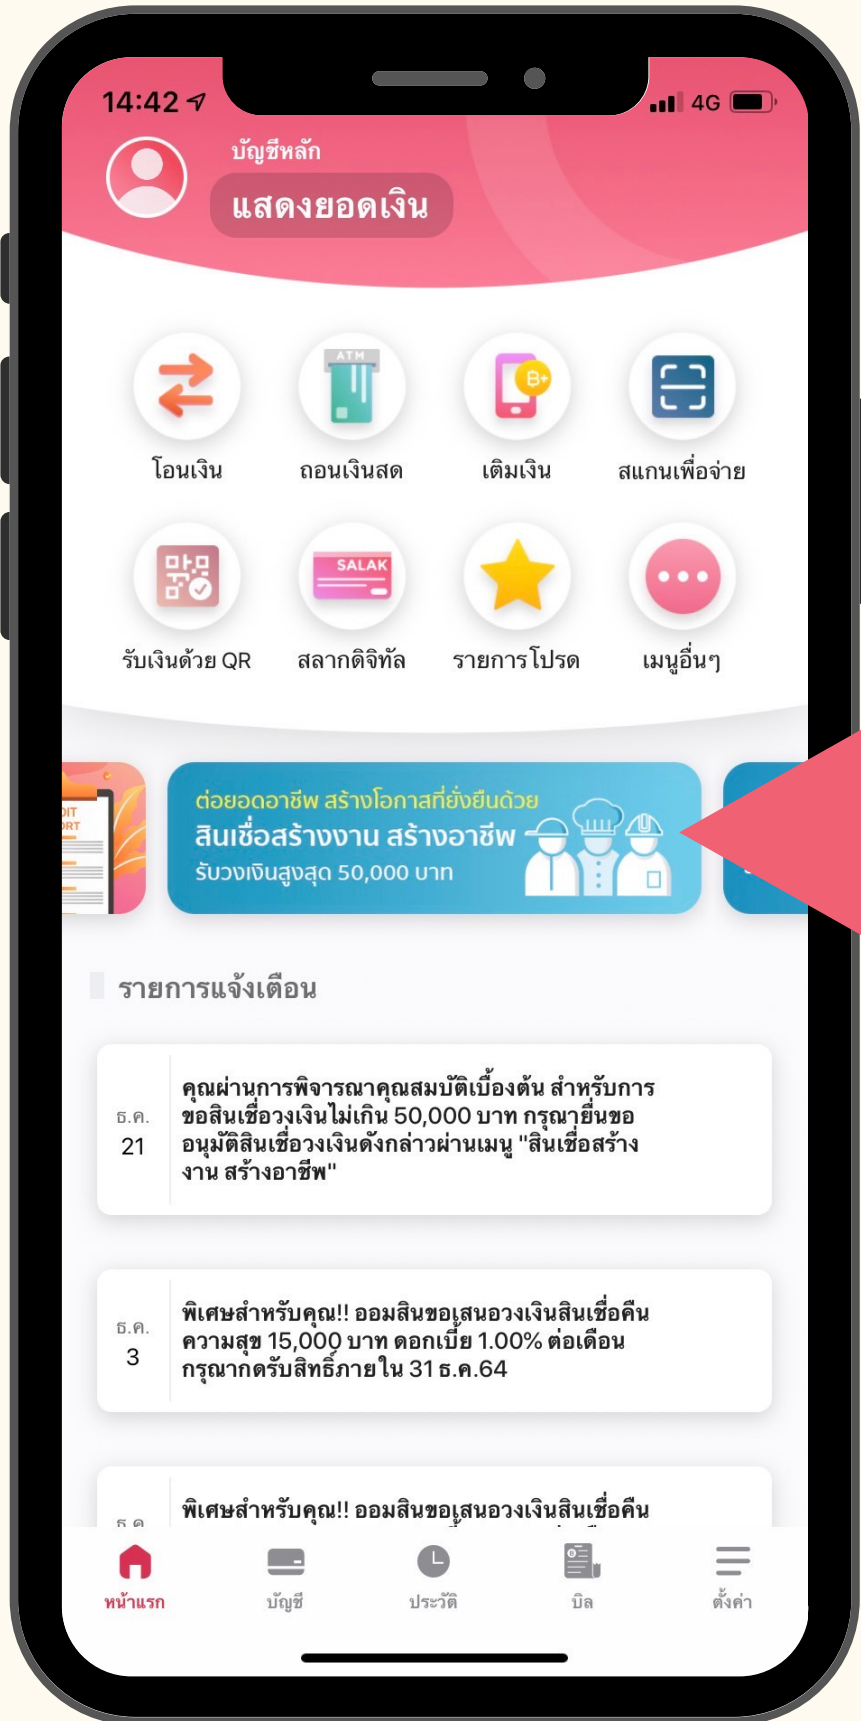 14:42
4G
บัญชีหลัก
แสดงยอดเงิน
ATM
B+
โอนเงิน
ถอนเงินสด
เติมเงิน
สแกนเพื่อจ่าย
SALAK
รับเงินด้วย QR
สลากดิจิทัล
รายการโปรด
เมนูอื่นๆ
ต่อยอดอาชีพ สร้างโอกาสที่ยั่งยืนด้วย
สินเชื่อสร้างงาน สร้างอาชีพ
รับวงเงินสูงสุด 50,000 บาท
รายการแจ้งเตือน
ธ.ค.
21
คุณผ่านการพิจารณาคุณสมบัติเบื้องต้น สำหรับการ
ขอสินเชื่อวงเงินไม่เกิน 50,000 บาท กรุณายื่นขอ
อนุมัติสินเชื่อวงเงินดังกล่าวผ่านเมนู "สินเชื่อสร้าง
งาน สร้างอาชีพ"
ธ.ค.
3
พิเศษสำหรับคุณ!! ออมสินขอเสนอวงเงินสินเชื่อคืน
ความสุข 15,000 บาท ดอกเบี้ย 1.00% ต่อเดือน
กรุณากดรับสิทธิ์ภายใน 31 ธ.ค.64
พิเศษสำหรับคุณ!! ออมสินขอเสนอวงเงินสินเชื่อคืน
หน้าแรก
บัญชี
ประวัติ
บิล
ตั้งค่า